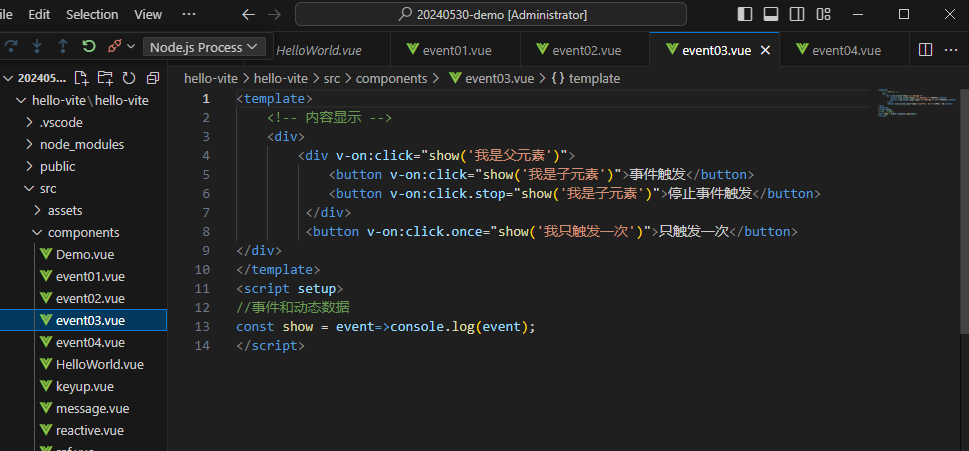 ile Edit Selection View ··· 20240530-demo [Administrator]
Node.js Process HelloWorld.vue event01.vue event02.vue event03.vue event04.vue ···
202405...
hello-vite > hello-vite > src > components > event03.vue > {} template
hello-vite\hello-vite
.vscode
node_modules
public
src
assets
components
Demo.vue
event01.vue
event02.vue
event03.vue
event04.vue
HelloWorld.vue
keyup.vue
message.vue
reactive.vue
ref.vue
1 <template>
2 <!-- 内容显示 -->
3 <div>
4 <div v-on:click="show('我是父元素')">
5 <button v-on:click="show('我是子元素')">事件触发</button>
6 <button v-on:click.stop="show('我是子元素')">停止事件触发</button>
7 </div>
8 <button v-on:click.once="show('我只触发一次')">只触发一次</button>
9 </div>
10 </template>
11 <script setup>
12 //事件和动态数据
13 const show = event=>console.log(event);
14 </script>